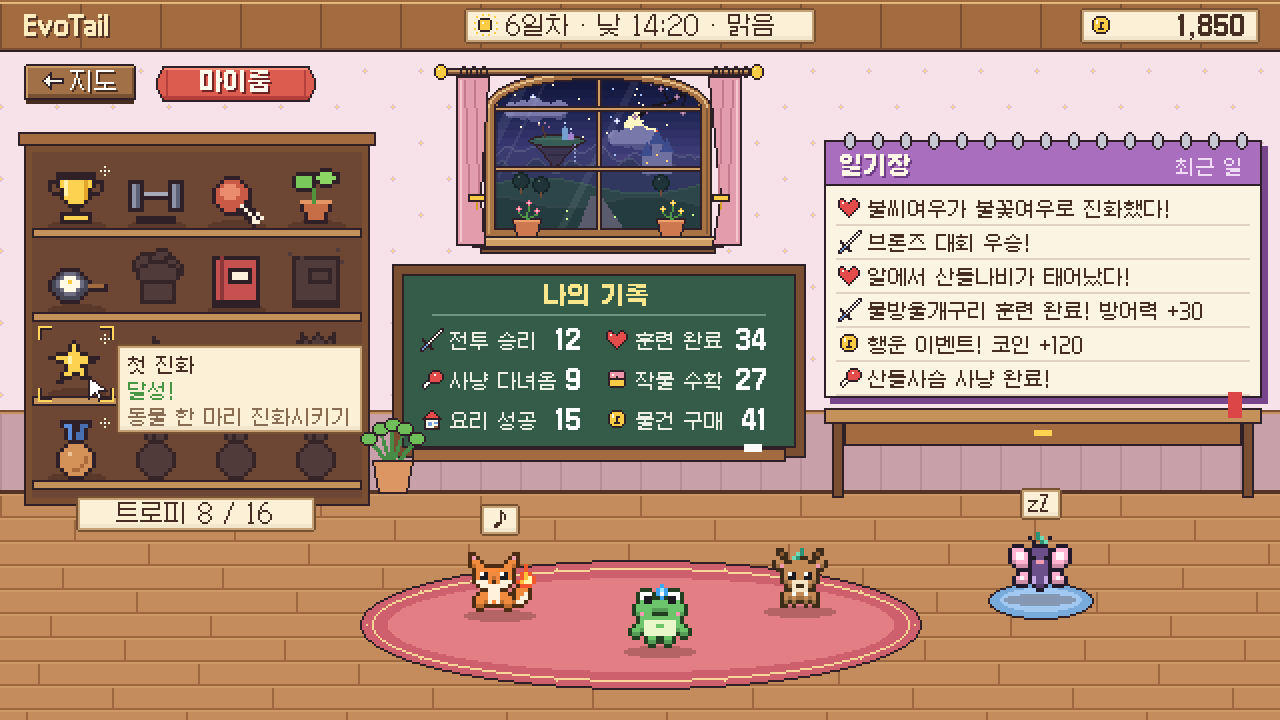 EvoTail
6일차 · 낮 14:20 · 맑음
1,850
←지도
마이룸
일기장
최근 일
불씨여우가 불꽃여우로 진화했다!
브론즈 대회 우승!
알에서 산들나비가 태어났다!
물방울개구리 훈련 완료! 방어력 +30
행운 이벤트! 코인 +120
산들사슴 사냥 완료!
나의 기록
전투 승리 12
훈련 완료 34
사냥 다녀옴 9
작물 수확 27
요리 성공 15
물건 구매 41
첫 진화
달성!
동물 한 마리 진화시키기
트로피 8 / 16
♪
zZ